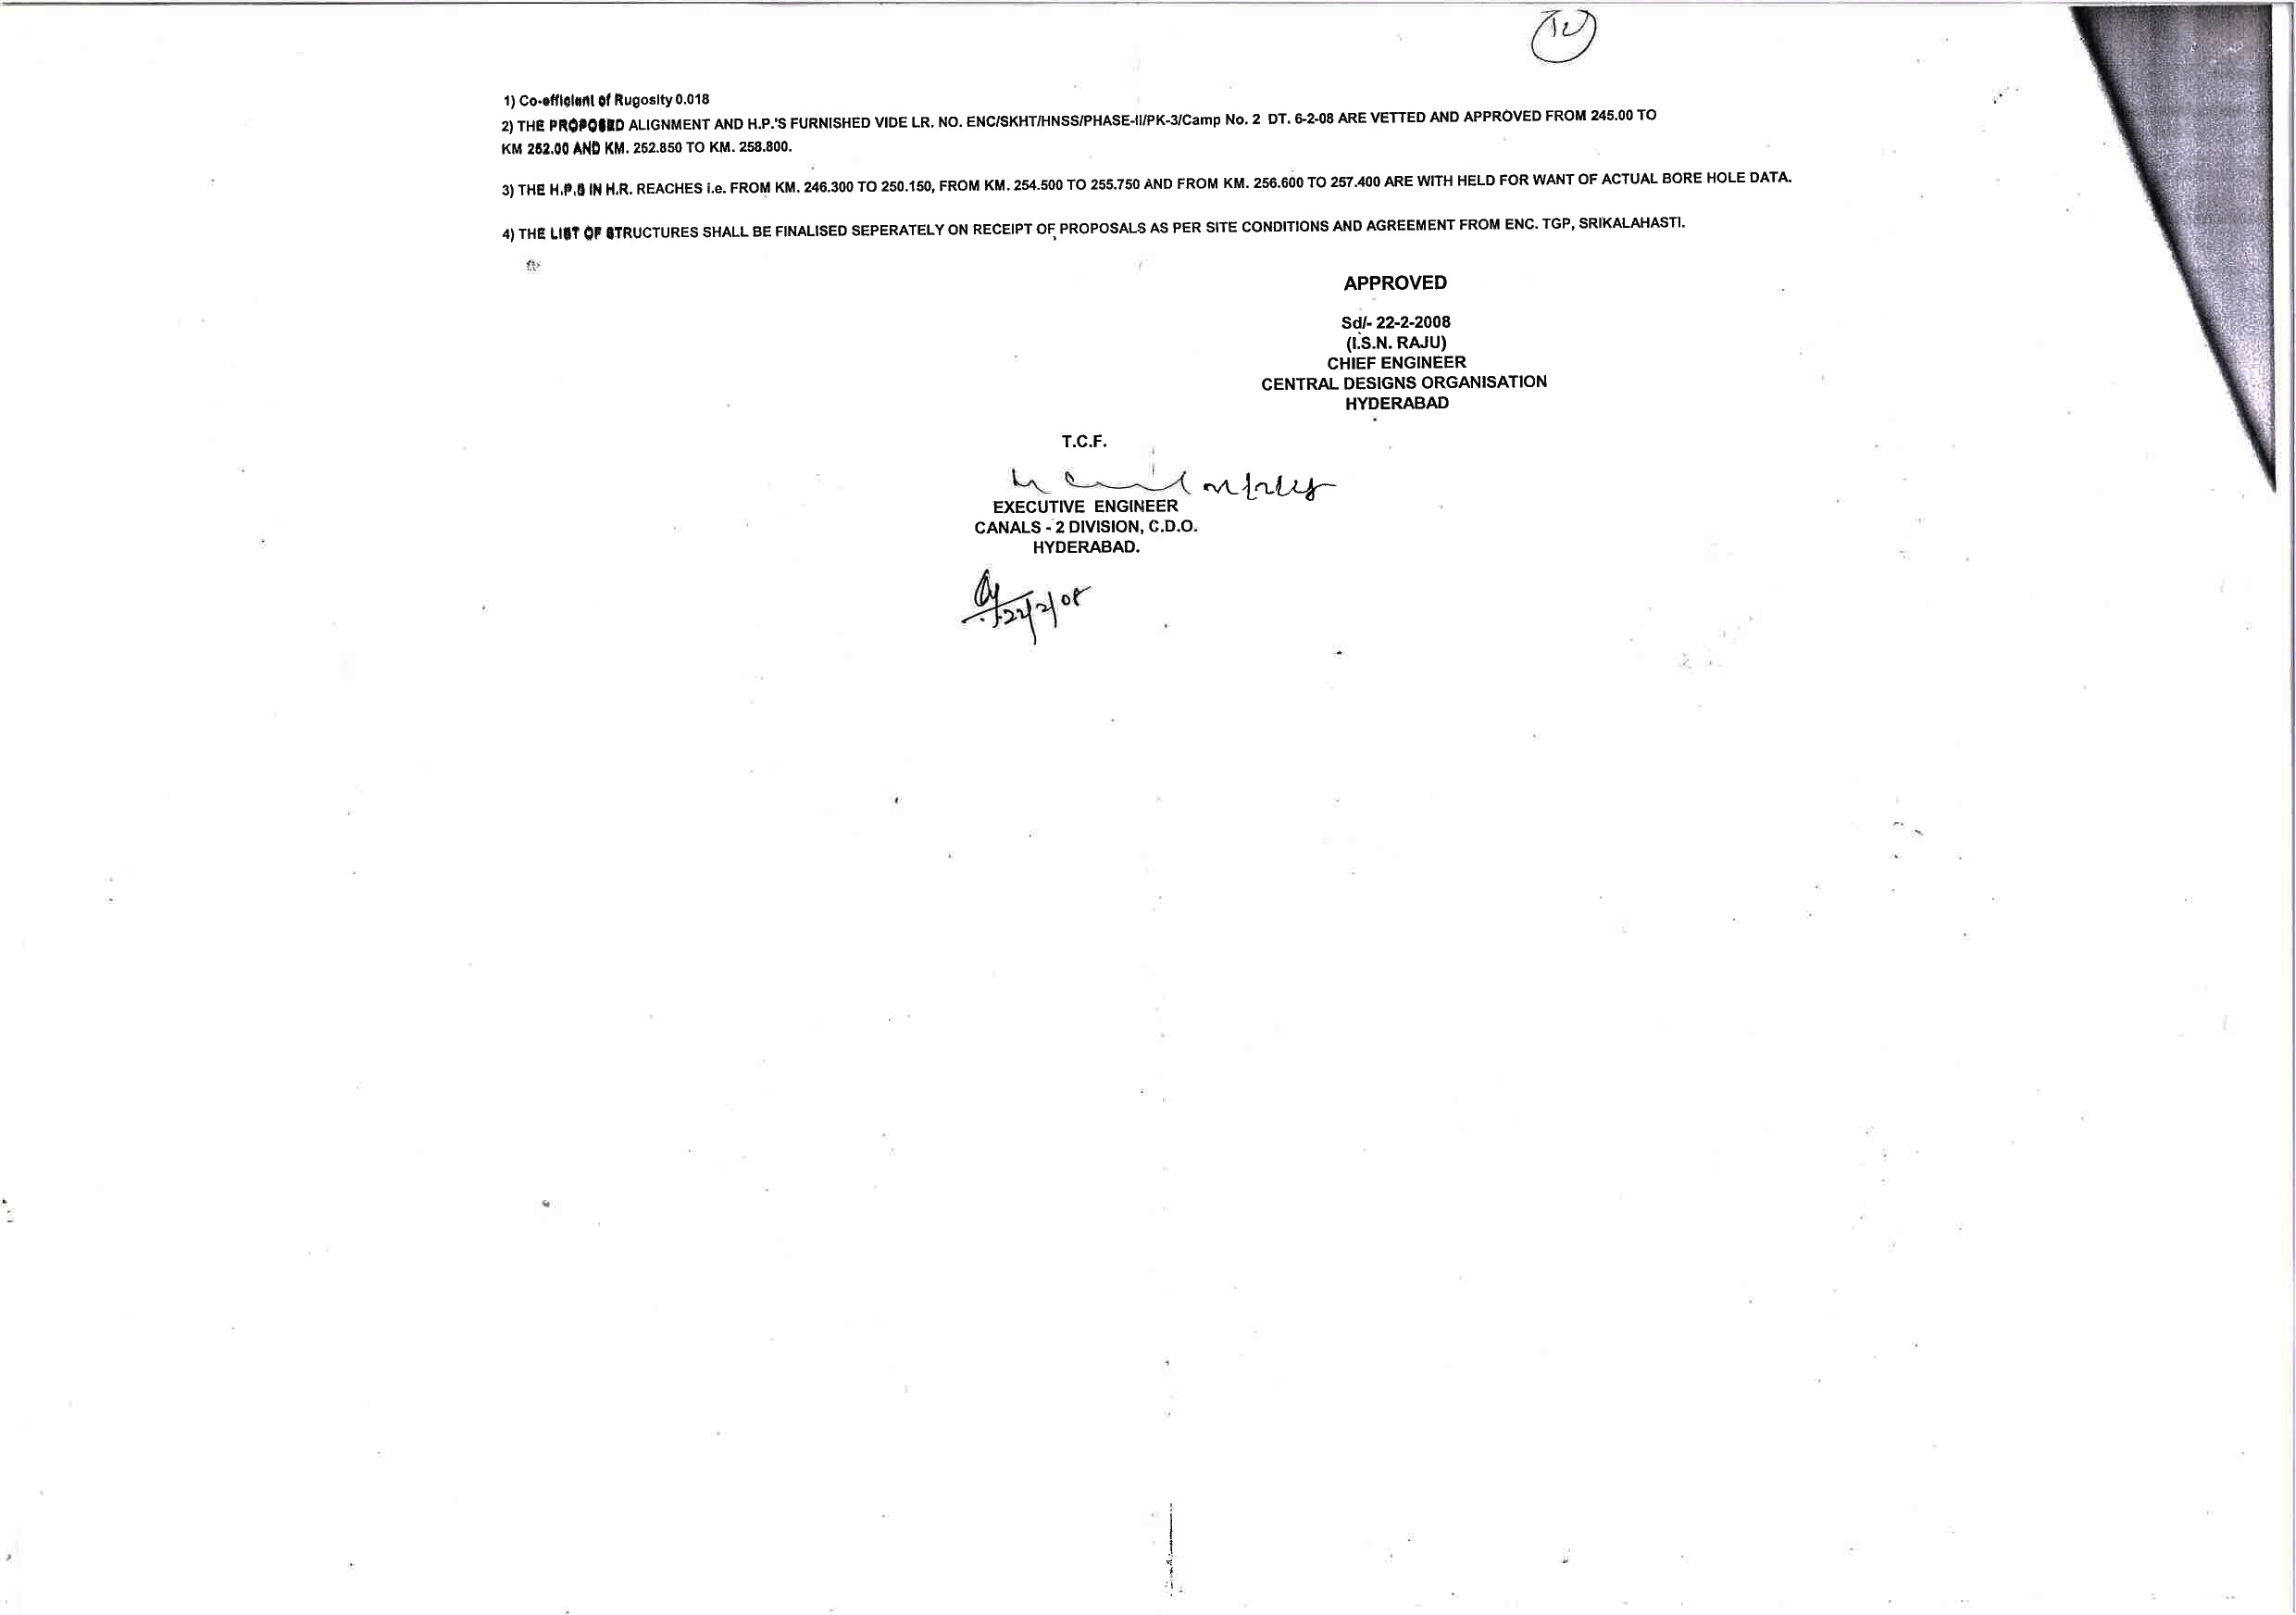 12
1) Co-efficient of Rugosity 0.018
2) THE PROPOSED ALIGNMENT AND H.P.'S FURNISHED VIDE LR. NO. ENC/SKHT/HNSS/PHASE-II/PK-3/Camp No. 2 DT. 6-2-08 ARE VETTED AND APPROVED FROM 245.00 TO
KM 252.00 AND KM. 252.850 TO KM. 258.800.
3) THE H.P.S IN H.R. REACHES i.e. FROM KM. 246.300 TO 250.150, FROM KM. 254.500 TO 255.750 AND FROM KM. 256.600 TO 257.400 ARE WITH HELD FOR WANT OF ACTUAL BORE HOLE DATA.
4) THE LIST OF STRUCTURES SHALL BE FINALISED SEPERATELY ON RECEIPT OF PROPOSALS AS PER SITE CONDITIONS AND AGREEMENT FROM ENC. TGP, SRIKALAHASTI.
APPROVED
Sd/- 22-2-2008
(I.S.N. RAJU)
CHIEF ENGINEER
CENTRAL DESIGNS ORGANISATION
HYDERABAD
T.C.F.
EXECUTIVE ENGINEER
CANALS - 2 DIVISION, C.D.O.
HYDERABAD.
22/2/08